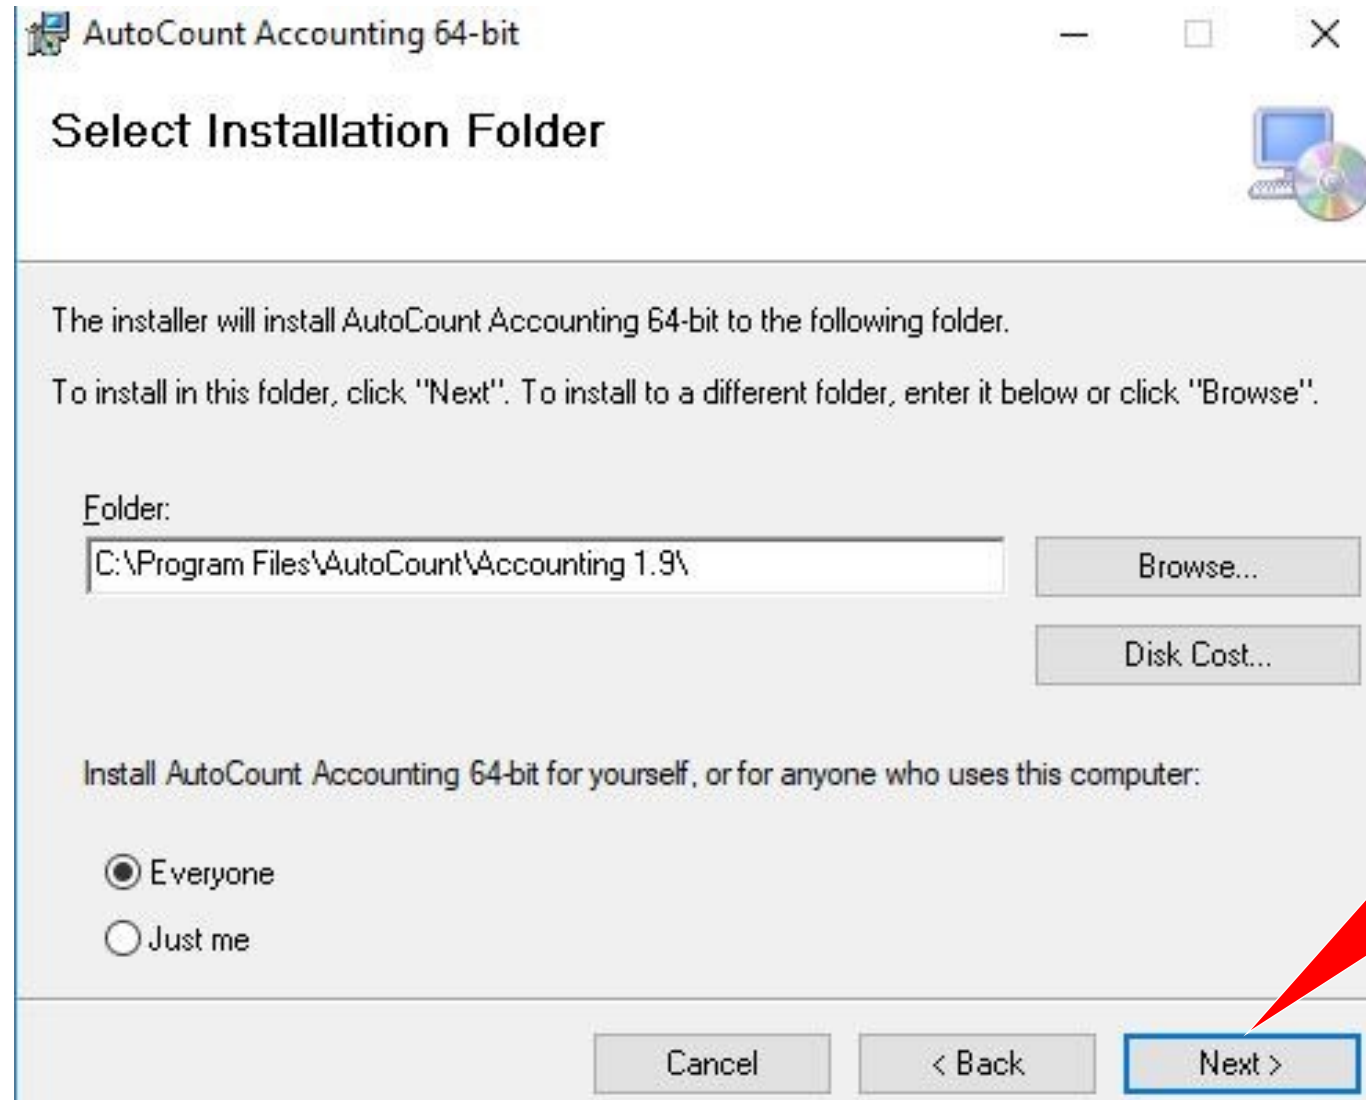 AutoCount Accounting 64-bit
Select Installation Folder
The installer will install AutoCount Accounting 64-bit to the following folder.
To install in this folder, click "Next". To install to a different folder, enter it below or click "Browse".
Folder:
C:\Program Files\AutoCount\Accounting 1.9\
Browse...
Disk Cost...
Install AutoCount Accounting 64-bit for yourself, or for anyone who uses this computer:
Everyone
Just me
Cancel
< Back
Next >